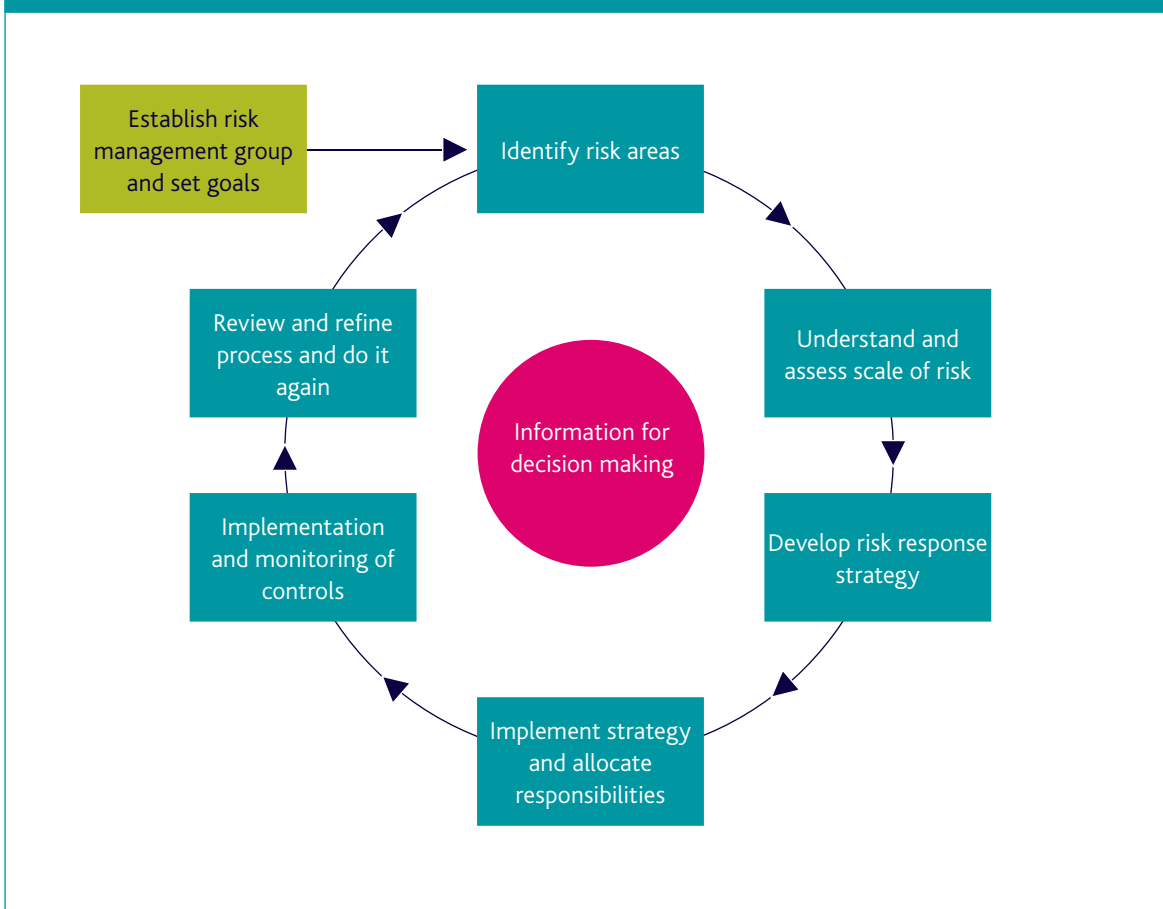 Establish risk
management group
and set goals
Identify risk areas
Understand and
assess scale of risk
Develop risk response
strategy
Implement strategy
and allocate
responsibilities
Implementation
and monitoring of
controls
Review and refine
process and do it
again
Information for
decision making